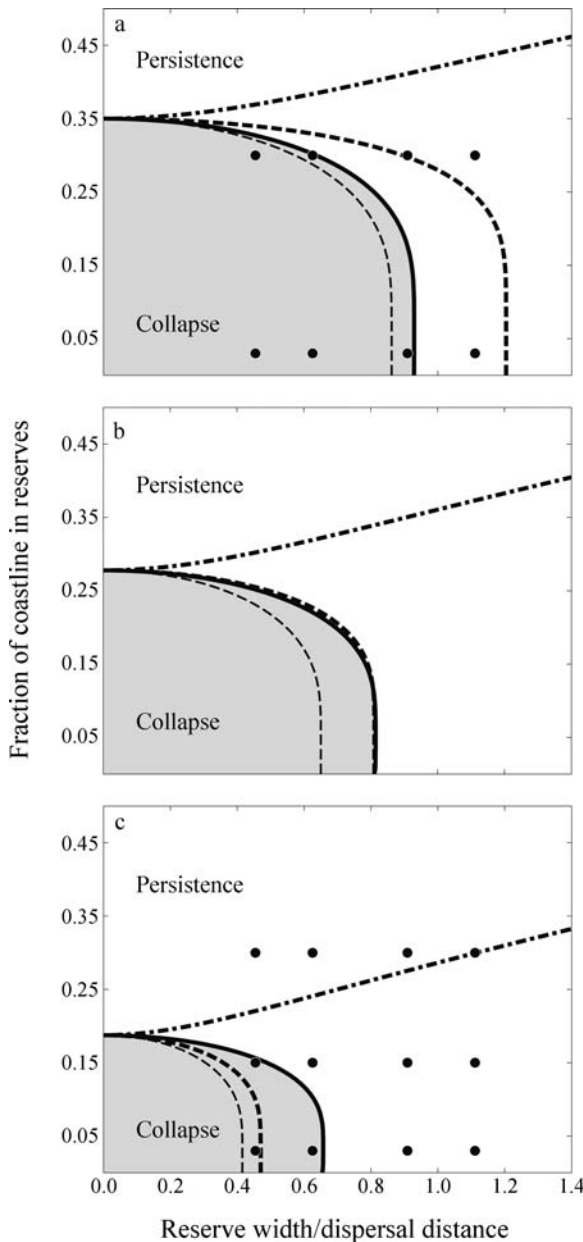 a
Persistence
0.45
0.35
0.25
0.15
0.05
Collapse
b
Persistence
0.45
0.35
0.25
0.15
0.05
Collapse
c
Persistence
0.45
0.35
0.25
0.15
0.05
Collapse
0.0 0.2 0.4 0.6 0.8 1.0 1.2 1.4
Fraction of coastline in reserves
Reserve width/dispersal distance